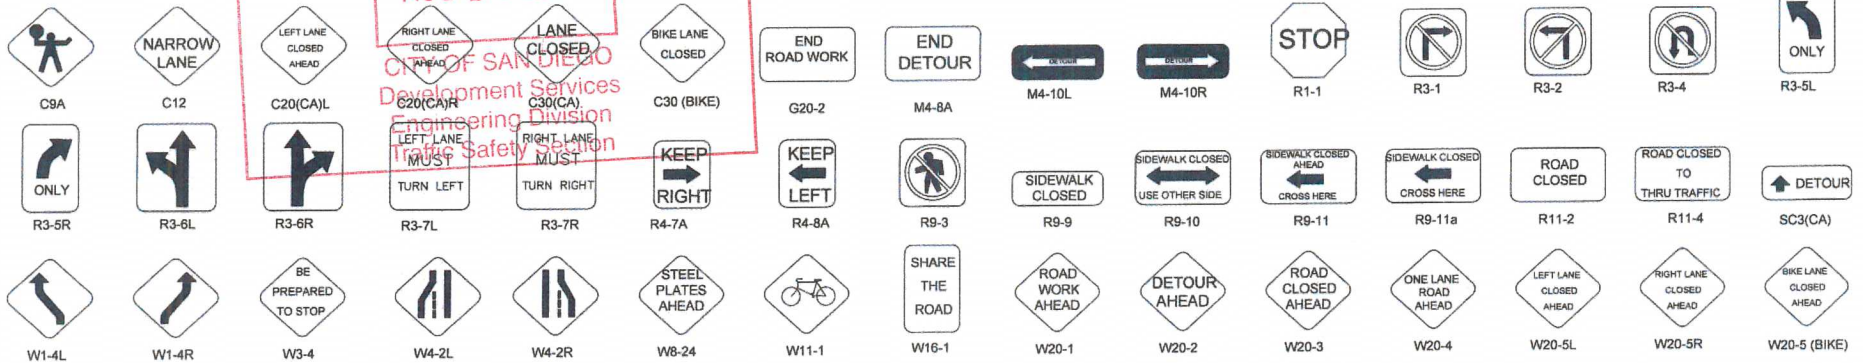 NARROW
LANE
LEFT LANE
CLOSED
AHEAD
RIGHT LANE
CLOSED
AHEAD
LANE
CLOSED
BIKE LANE
CLOSED
END
ROAD WORK
END
DETOUR
DETOUR
DETOUR
STOP
ONLY
C9A
C12
C20(CA)L
C20(CA)R
C30(CA)
C30 (BIKE)
G20-2
M4-8A
M4-10L
M4-10R
R1-1
R3-1
R3-2
R3-4
R3-5L
CITY OF SAN DIEGO
Development Services
Engineering Division
Traffic Safety Section
ONLY
LEFT LANE
MUST
TURN LEFT
RIGHT LANE
MUST
TURN RIGHT
KEEP
RIGHT
KEEP
LEFT
SIDEWALK
CLOSED
SIDEWALK CLOSED
USE OTHER SIDE
SIDEWALK CLOSED
AHEAD
CROSS HERE
SIDEWALK CLOSED
CROSS HERE
ROAD
CLOSED
ROAD CLOSED
TO
THRU TRAFFIC
DETOUR
R3-5R
R3-6L
R3-6R
R3-7L
R3-7R
R4-7A
R4-8A
R9-3
R9-9
R9-10
R9-11
R9-11a
R11-2
R11-4
SC3(CA)
BE
PREPARED
TO STOP
STEEL
PLATES
AHEAD
SHARE
THE
ROAD
ROAD
WORK
AHEAD
DETOUR
AHEAD
ROAD
CLOSED
AHEAD
ONE LANE
ROAD
AHEAD
LEFT LANE
CLOSED
AHEAD
RIGHT LANE
CLOSED
AHEAD
BIKE LANE
CLOSED
AHEAD
W1-4L
W1-4R
W3-4
W4-2L
W4-2R
W8-24
W11-1
W16-1
W20-1
W20-2
W20-3
W20-4
W20-5L
W20-5R
W20-5 (BIKE)